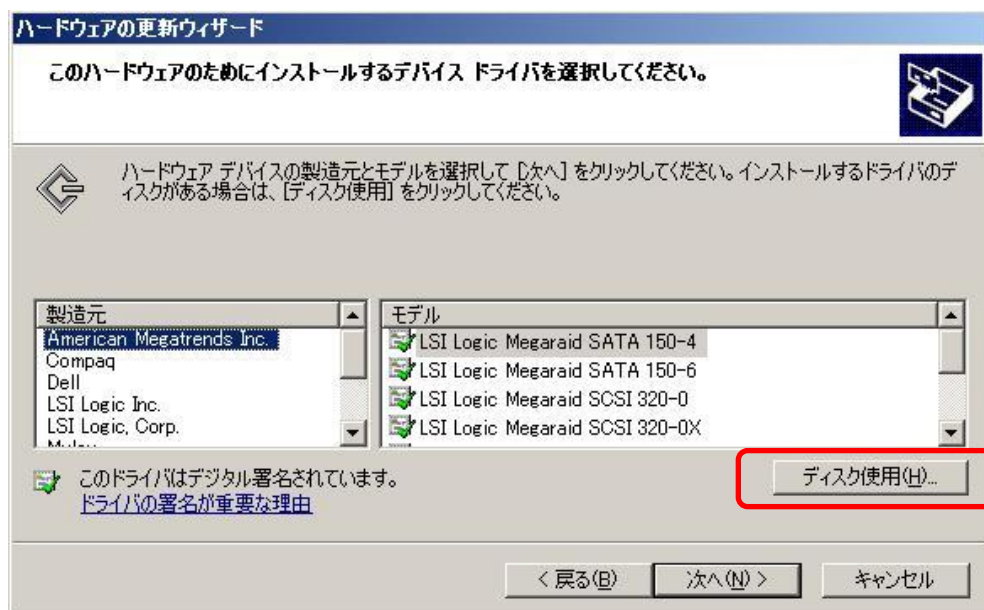 ハードウェアの更新ウィザード
このハードウェアのためにインストールするデバイス ドライバを選択してください。
ハードウェア デバイスの製造元とモデルを選択して [次へ] をクリックしてください。インストールするドライバのデ
ィスクがある場合は、[ディスク使用] をクリックしてください。
製造元
American Megatrends Inc.
Compaq
Dell
LSI Logic Inc.
LSI Logic, Corp.
モデル
LSI Logic Megaraid SATA 150-4
LSI Logic Megaraid SATA 150-6
LSI Logic Megaraid SCSI 320-0
LSI Logic Megaraid SCSI 320-0X
このドライバはデジタル署名されています。
ドライバの署名が重要な理由
ディスク使用(H)...
< 戻る(B)
次へ(N) >
キャンセル